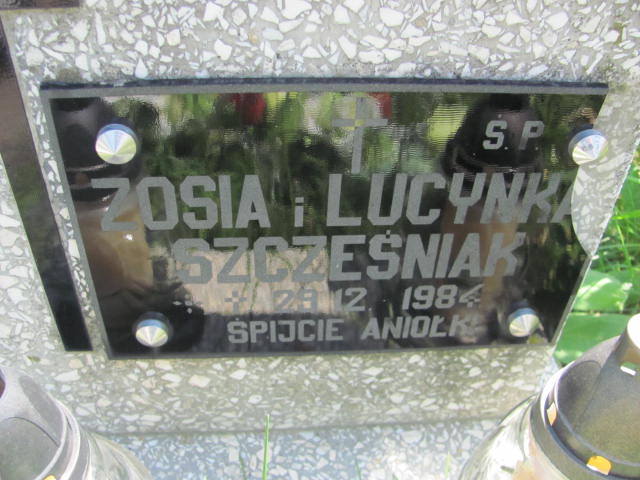 Ś.P
ZOSIA i LUCYNKA
SZCZEŚNIAK
29.12.1984
ŚPIJCIE ANIOŁKI